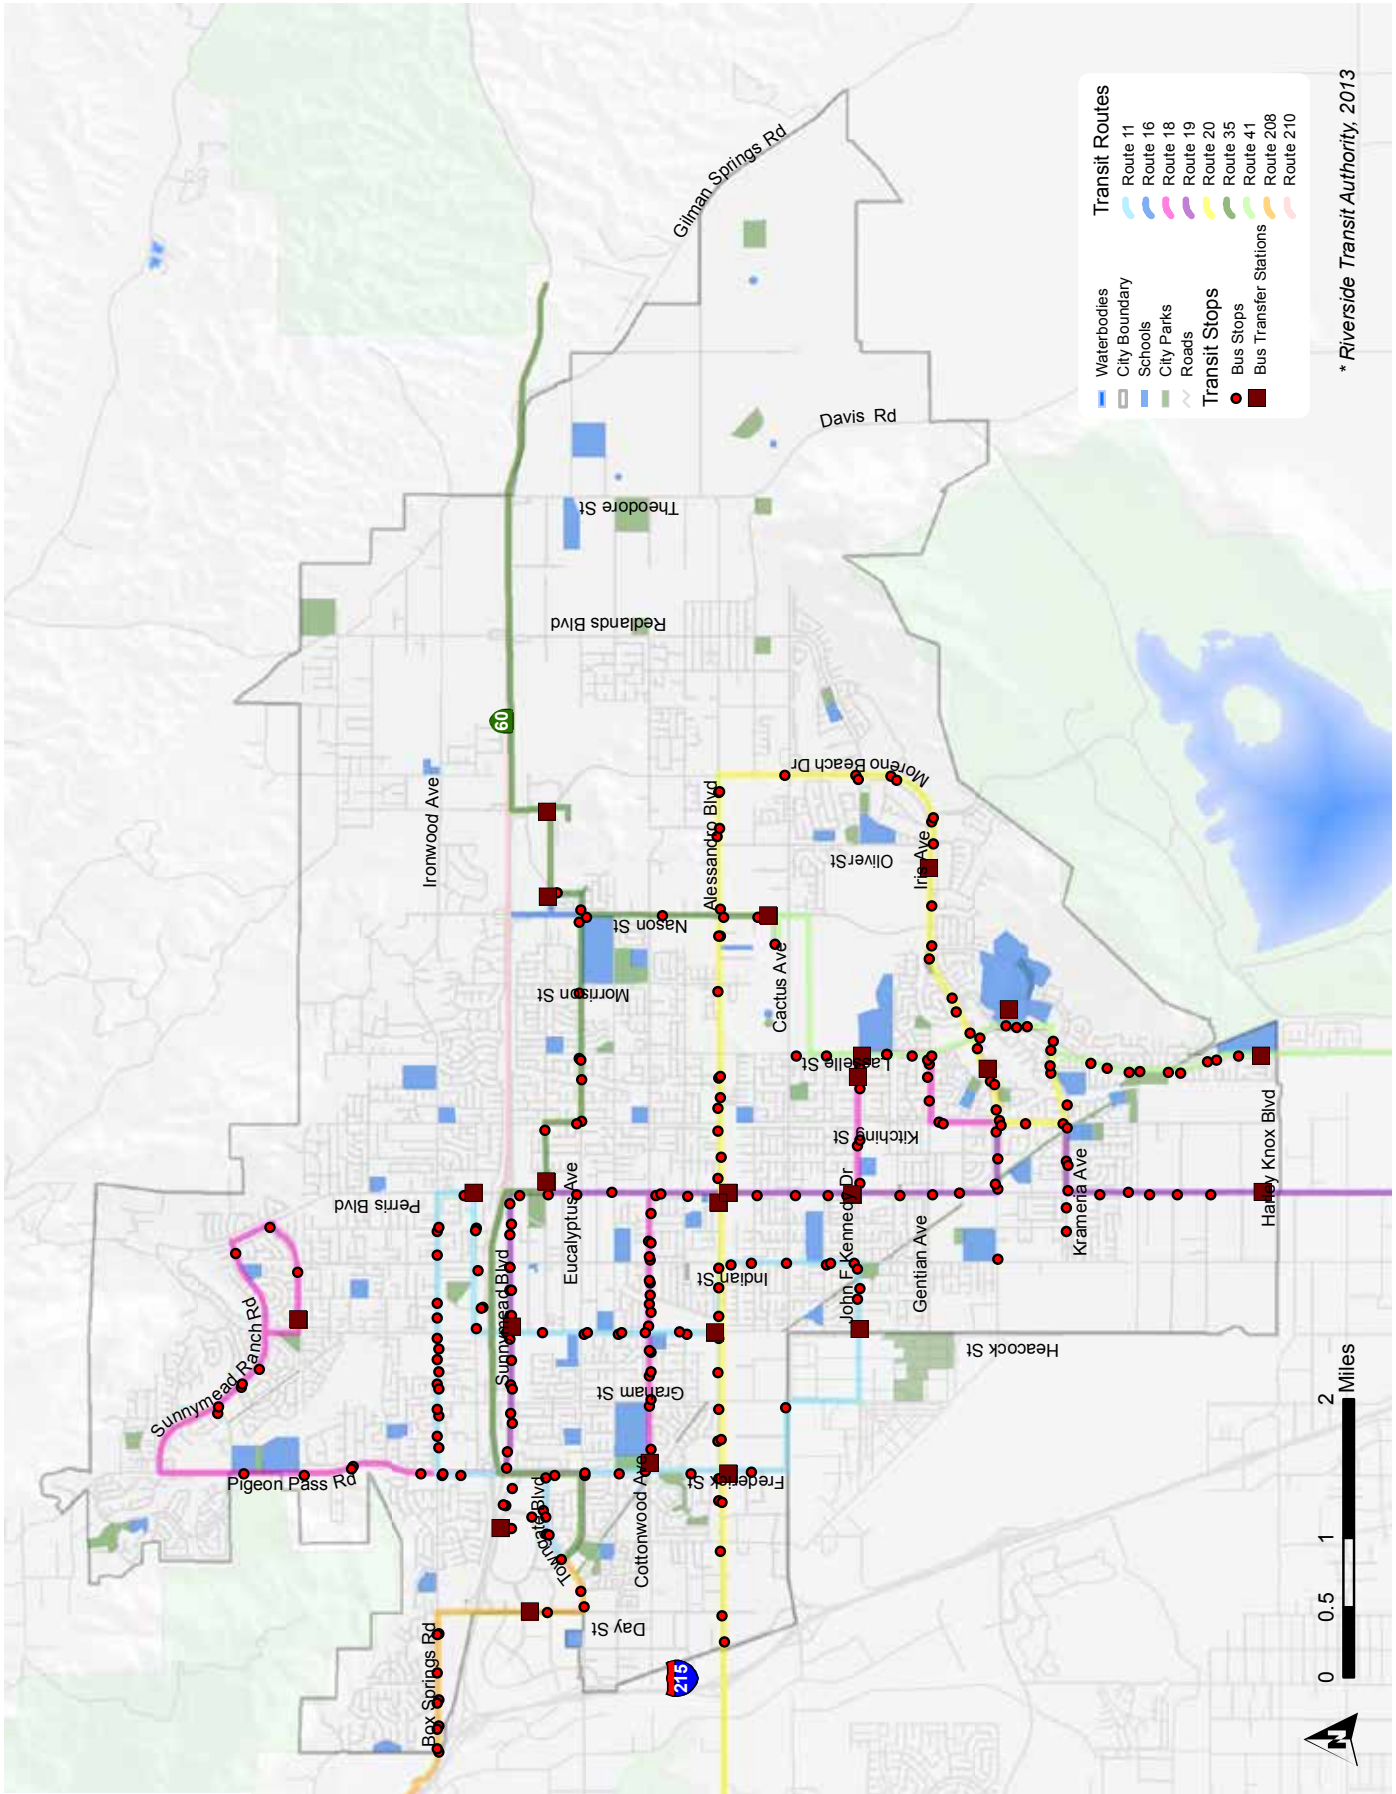 Gilman Springs Rd
Davis Rd
Theodore St
Redlands Blvd
60
Ironwood Ave
Moreno Beach Dr
Alessandro Blvd
Oliver St
Iris Ave
Nason St
Morrison St
Cactus Ave
Lasselle St
Kitching St
Perris Blvd
Eucalyptus Ave
Sunnymead Blvd
Indian St
John F Kennedy Dr
Gentian Ave
Krameria Ave
Harley Knox Blvd
Heacock St
Sunnymead Ranch Rd
Pigeon Pass Rd
Graham St
Frederick St
Towngate Blvd
Cottonwood Ave
Day St
Box Springs Rd
215
Waterbodies
City Boundary
Schools
City Parks
Roads
Transit Stops
Bus Stops
Bus Transfer Stations
Transit Routes
Route 11
Route 16
Route 18
Route 19
Route 20
Route 35
Route 41
Route 208
Route 210
* Riverside Transit Authority, 2013
N
0 0.5 1 2
Miles